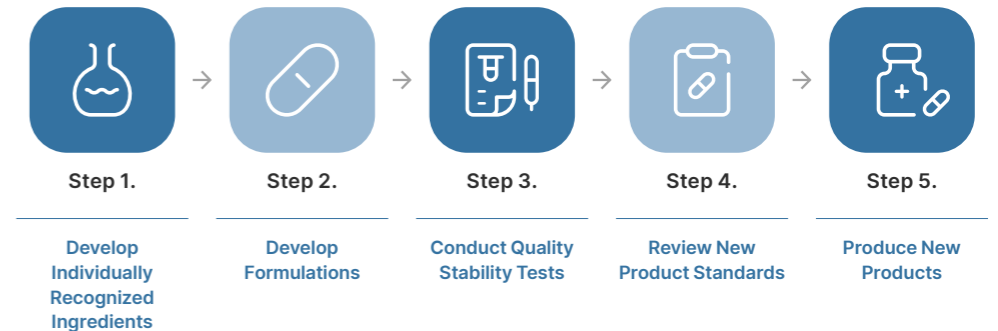 Step 1.
Develop
Individually
Recognized
Ingredients
Step 2.
Develop
Formulations
Step 3.
Conduct Quality
Stability Tests
Step 4.
Review New
Product Standards
Step 5.
Produce New
Products